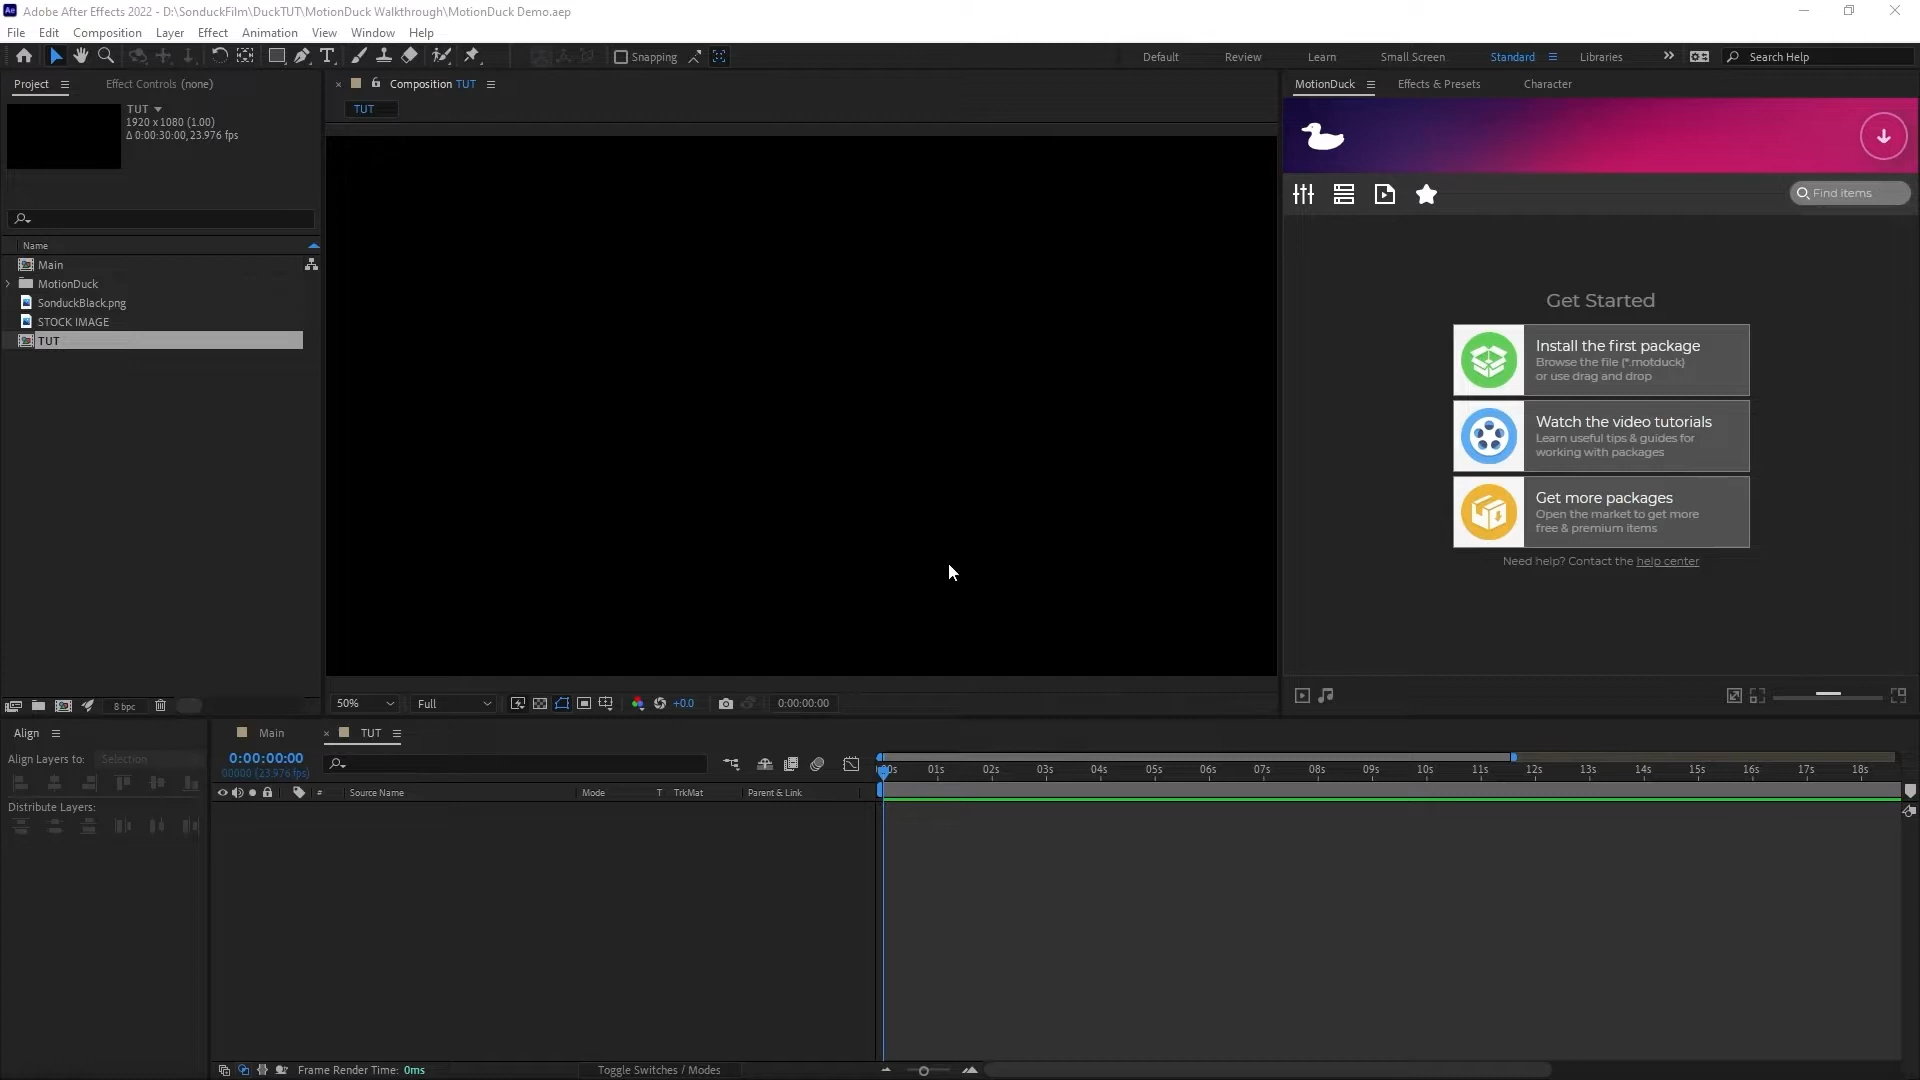 Adobe After Effects 2022 - D:\SonduckFilm\DuckTUT\MotionDuck Walkthrough\MotionDuck Demo.aep
File Edit Composition Layer Effect Animation View Window Help
Snapping Default Review Learn Small Screen Standard Libraries Search Help
Project Effect Controls (none) Composition TUT MotionDuck Effects & Presets Character
TUT
1920 x 1080 (1.00)
Δ 0:00:30:00, 23.976 fps
TUT
Find items
Name
Main
MotionDuck
SonduckBlack.png
STOCK IMAGE
TUT
Get Started
Install the first package
Browse the file (*.motduck)
or use drag and drop
Watch the video tutorials
Learn useful tips & guides for
working with packages
Get more packages
Open the market to get more
free & premium items
Need help? Contact the help center
8 bpc 50% Full +0.0 0:00:00:00
Align Main TUT
Align Layers to: Selection
0:00:00:00
00000 (23.976 fps)
01s 02s 03s 04s 05s 06s 07s 08s 09s 10s 11s 12s 13s 14s 15s 16s 17s 18s
# Source Name Mode T TrkMat Parent & Link
Distribute Layers:
Frame Render Time: 0ms Toggle Switches / Modes